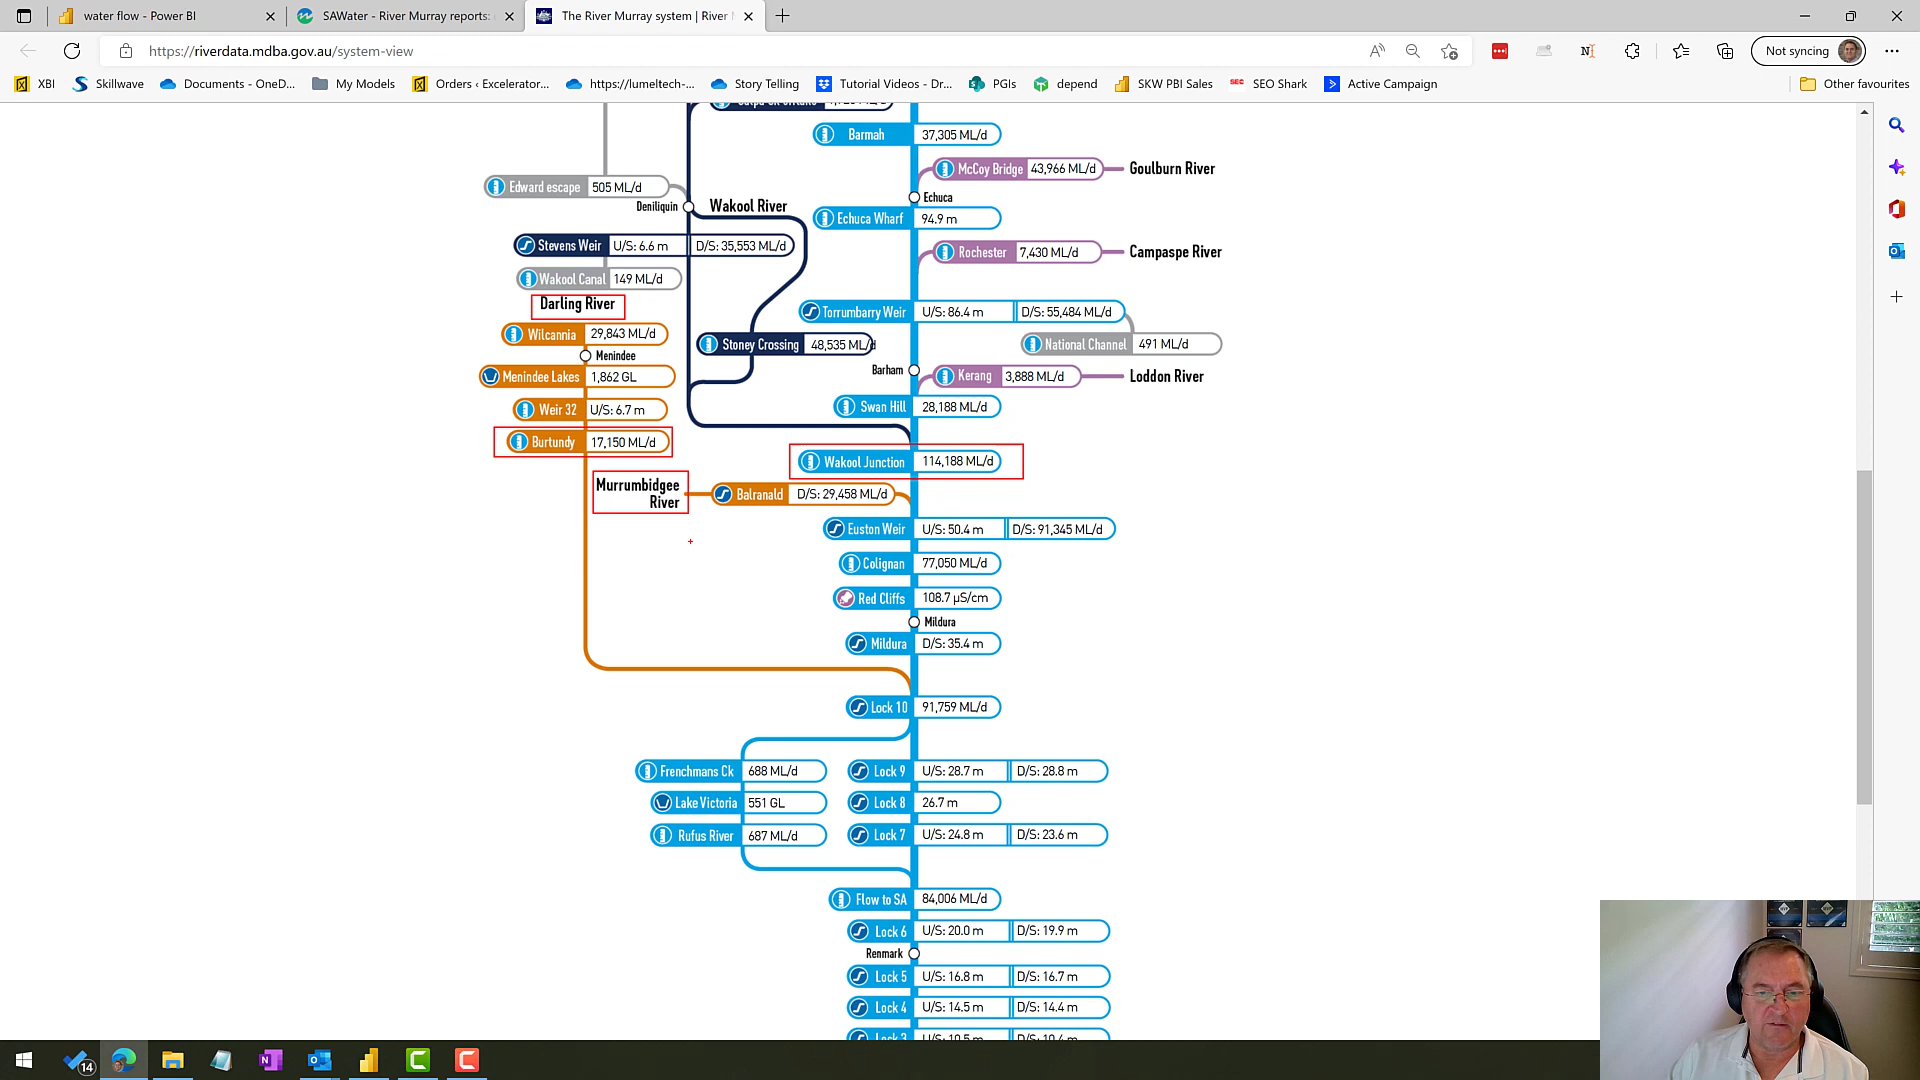 water flow - Power BI
SAWater - River Murray reports:
The River Murray system | River
https://riverdata.mdba.gov.au/system-view
Not syncing
XBI
Skillwave
Documents - OneD...
My Models
Orders ‹ Excelerator...
https://lumeltech-...
Story Telling
Tutorial Videos - Dr...
PGIs
depend
SKW PBI Sales
SEO Shark
Active Campaign
Other favourites
Barmah 37,305 ML/d
McCoy Bridge 43,966 ML/d Goulburn River
Edward escape 505 ML/d
Echuca
Deniliquin
Wakool River
Echuca Wharf 94.9 m
Stevens Weir U/S: 6.6 m D/S: 35,553 ML/d
Rochester 7,430 ML/d Campaspe River
Wakool Canal 149 ML/d
Darling River
Torrumbarry Weir U/S: 86.4 m D/S: 55,484 ML/d
Wilcannia 29,843 ML/d
Stoney Crossing 48,535 ML/d
National Channel 491 ML/d
Menindee
Barham
Menindee Lakes 1,862 GL
Kerang 3,888 ML/d Loddon River
Weir 32 U/S: 6.7 m
Swan Hill 28,188 ML/d
Burtundy 17,150 ML/d
Wakool Junction 114,188 ML/d
Murrumbidgee
River
Balranald D/S: 29,458 ML/d
Euston Weir U/S: 50.4 m D/S: 91,345 ML/d
Colignan 77,050 ML/d
Red Cliffs 108.7 µS/cm
Mildura
Mildura D/S: 35.4 m
Lock 10 91,759 ML/d
Frenchmans Ck 688 ML/d
Lock 9 U/S: 28.7 m D/S: 28.8 m
Lake Victoria 551 GL
Lock 8 26.7 m
Rufus River 687 ML/d
Lock 7 U/S: 24.8 m D/S: 23.6 m
Flow to SA 84,006 ML/d
Lock 6 U/S: 20.0 m D/S: 19.9 m
Renmark
Lock 5 U/S: 16.8 m D/S: 16.7 m
Lock 4 U/S: 14.5 m D/S: 14.4 m
14